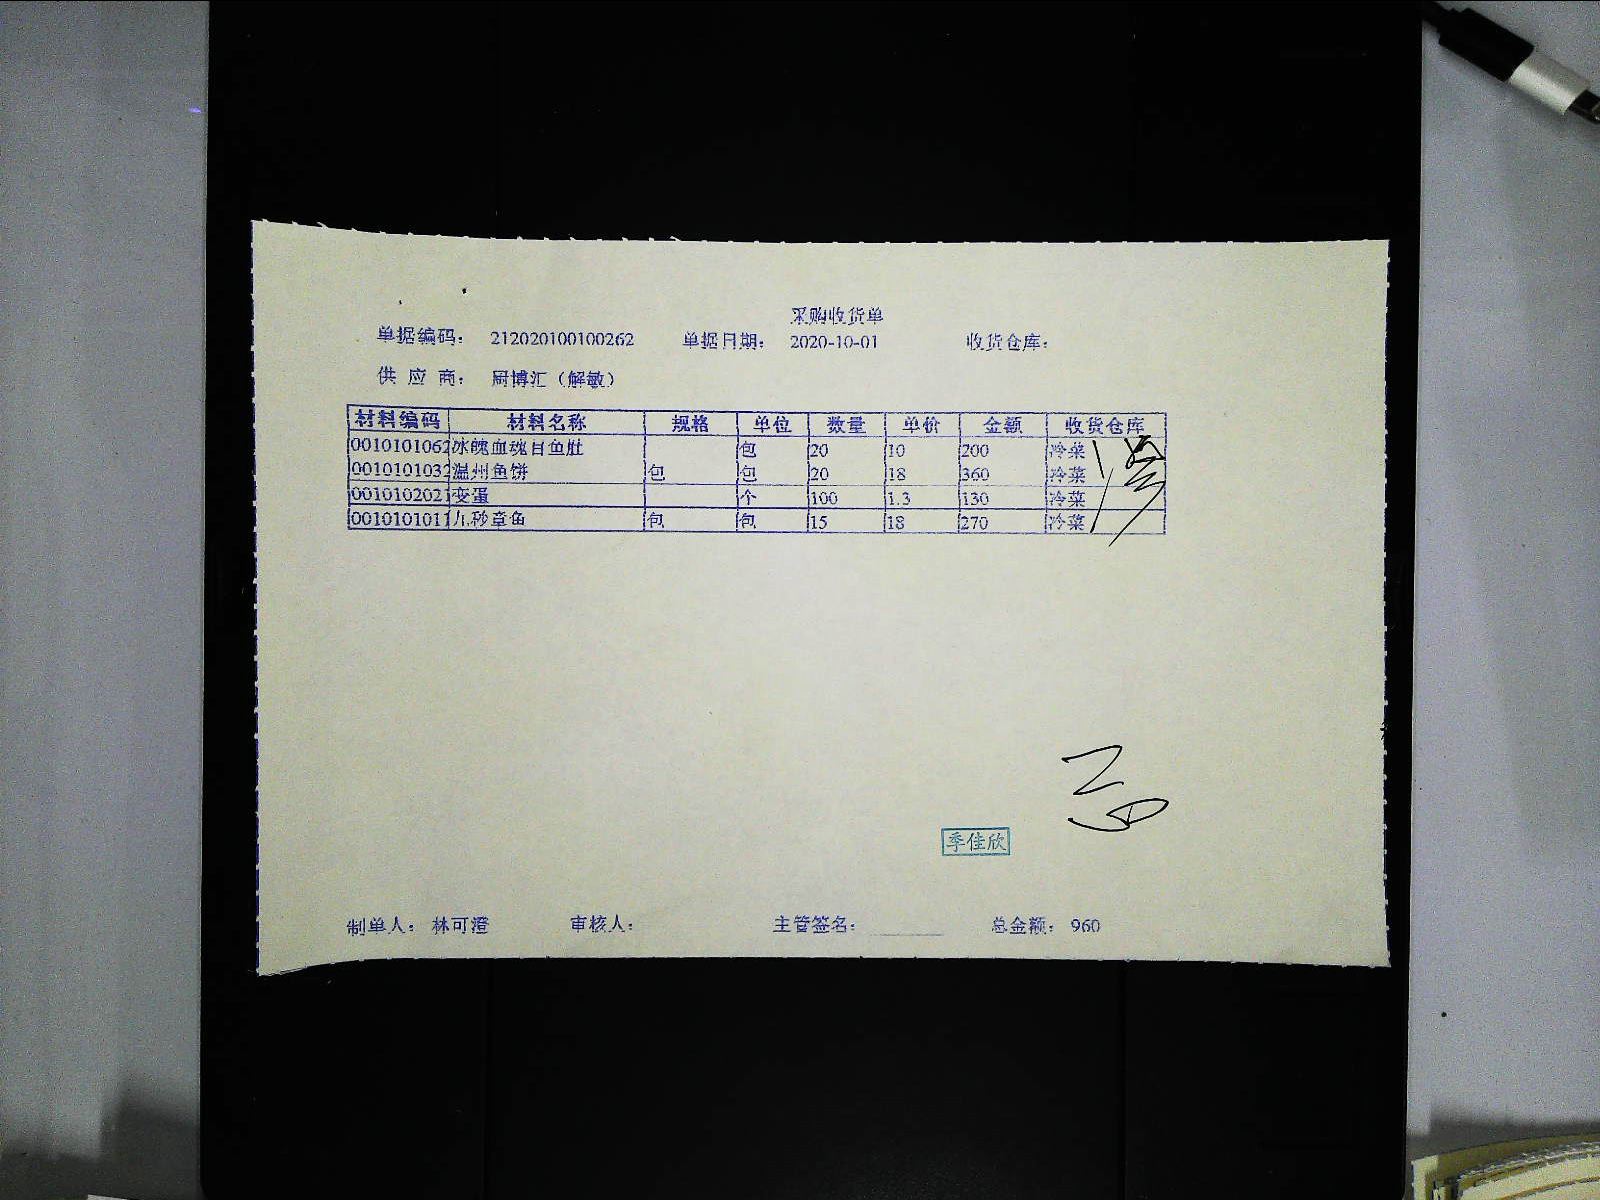 采购收货单
单据编码： 212020100100262 单据日期： 2020-10-01 收货仓库：
供 应 商： 厨博汇（解敏）
材料编码 材料名称 规格 单位 数量 单价 金额 收货仓库
0010101062 冰魄血魂目鱼肚 包 20 10 200 冷菜
0010101032 温州鱼饼 包 包 20 18 360 冷菜
0010102021 变蛋 个 100 1.3 130 冷菜
0010101011 八秒章鱼 包 包 15 18 270 冷菜
季佳欣
制单人： 林可澄 审核人： 主管签名： 总金额： 960